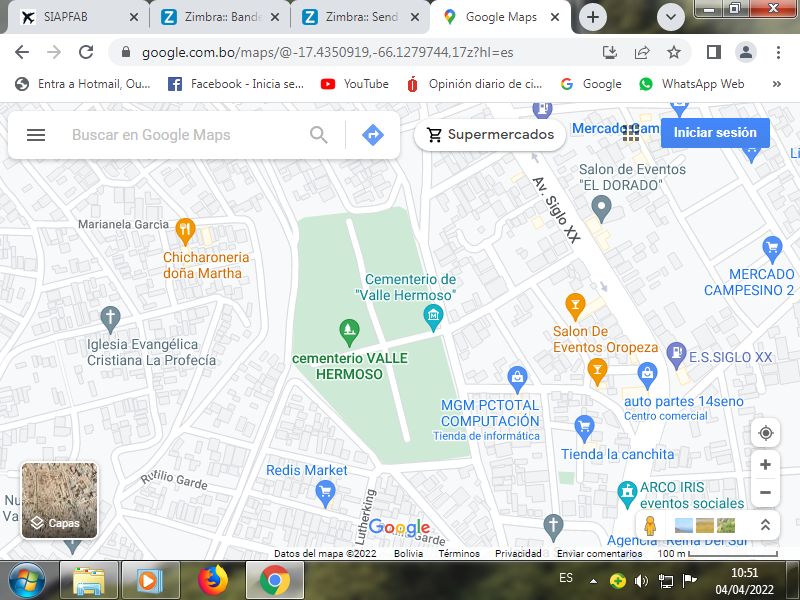 SIAPFAB
Zimbra:: Bande
Zimbra:: Send
Google Maps
google.com.bo/maps/@-17.4350919,-66.1279744,17z?hl=es
Entra a Hotmail, Ou...
Facebook - Inicia se...
YouTube
Opinión diario de ci...
Google
WhatsApp Web
»
Buscar en Google Maps
Supermercados
Mercado Cam
Iniciar sesión
Li
Salon de Eventos
"EL DORADO"
Av. Siglo XX
Marianela Garcia
Chicharoneria
doña Martha
MERCADO
CAMPESINO 2
Cementerio de
"Valle Hermoso"
Iglesia Evangélica
Cristiana La Profecía
cementerio VALLE
HERMOSO
Salon De
Eventos Oropeza
E.S.SIGLO XX
MGM PCTOTAL
COMPUTACIÓN
Tienda de informática
auto partes 14seno
Centro comercial
Tienda la canchita
Redis Market
Rutilio Garde
Nu
Va
Capas
Lutherking
Garde
Google
ARCO IRIS
eventos sociales
Agencia Reina Del Sur
Datos del mapa ©2022
Bolivia
Términos
Privacidad
Enviar comentarios
100 m
ES
10:51
04/04/2022